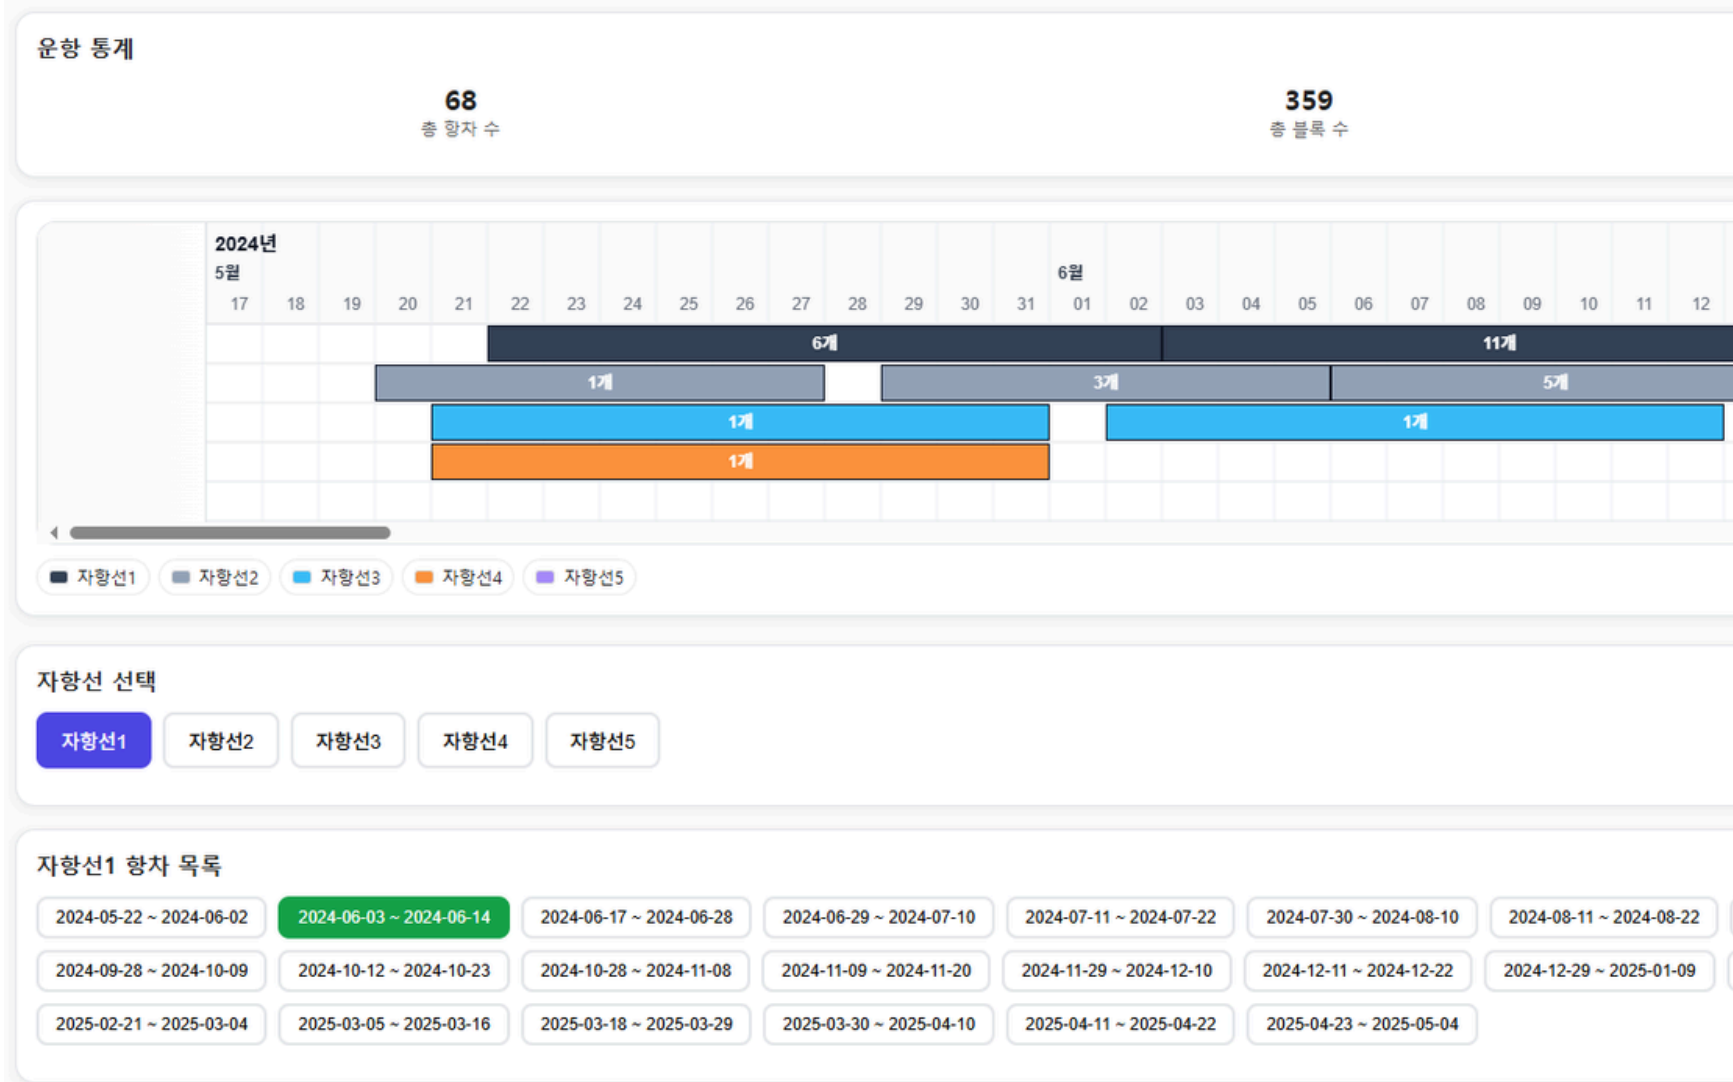 운항 통계
68
총 항차 수
359
총 블록 수
2024년
5월 6월
17 18 19 20 21 22 23 24 25 26 27 28 29 30 31 01 02 03 04 05 06 07 08 09 10 11 12
6개 11개
1개 3개 5개
1개 1개
1개
자항선1 자항선2 자항선3 자항선4 자항선5
자항선 선택
자항선1 자항선2 자항선3 자항선4 자항선5
자항선1 항차 목록
2024-05-22 ~ 2024-06-02 2024-06-03 ~ 2024-06-14 2024-06-17 ~ 2024-06-28 2024-06-29 ~ 2024-07-10 2024-07-11 ~ 2024-07-22 2024-07-30 ~ 2024-08-10 2024-08-11 ~ 2024-08-22
2024-09-28 ~ 2024-10-09 2024-10-12 ~ 2024-10-23 2024-10-28 ~ 2024-11-08 2024-11-09 ~ 2024-11-20 2024-11-29 ~ 2024-12-10 2024-12-11 ~ 2024-12-22 2024-12-29 ~ 2025-01-09
2025-02-21 ~ 2025-03-04 2025-03-05 ~ 2025-03-16 2025-03-18 ~ 2025-03-29 2025-03-30 ~ 2025-04-10 2025-04-11 ~ 2025-04-22 2025-04-23 ~ 2025-05-04